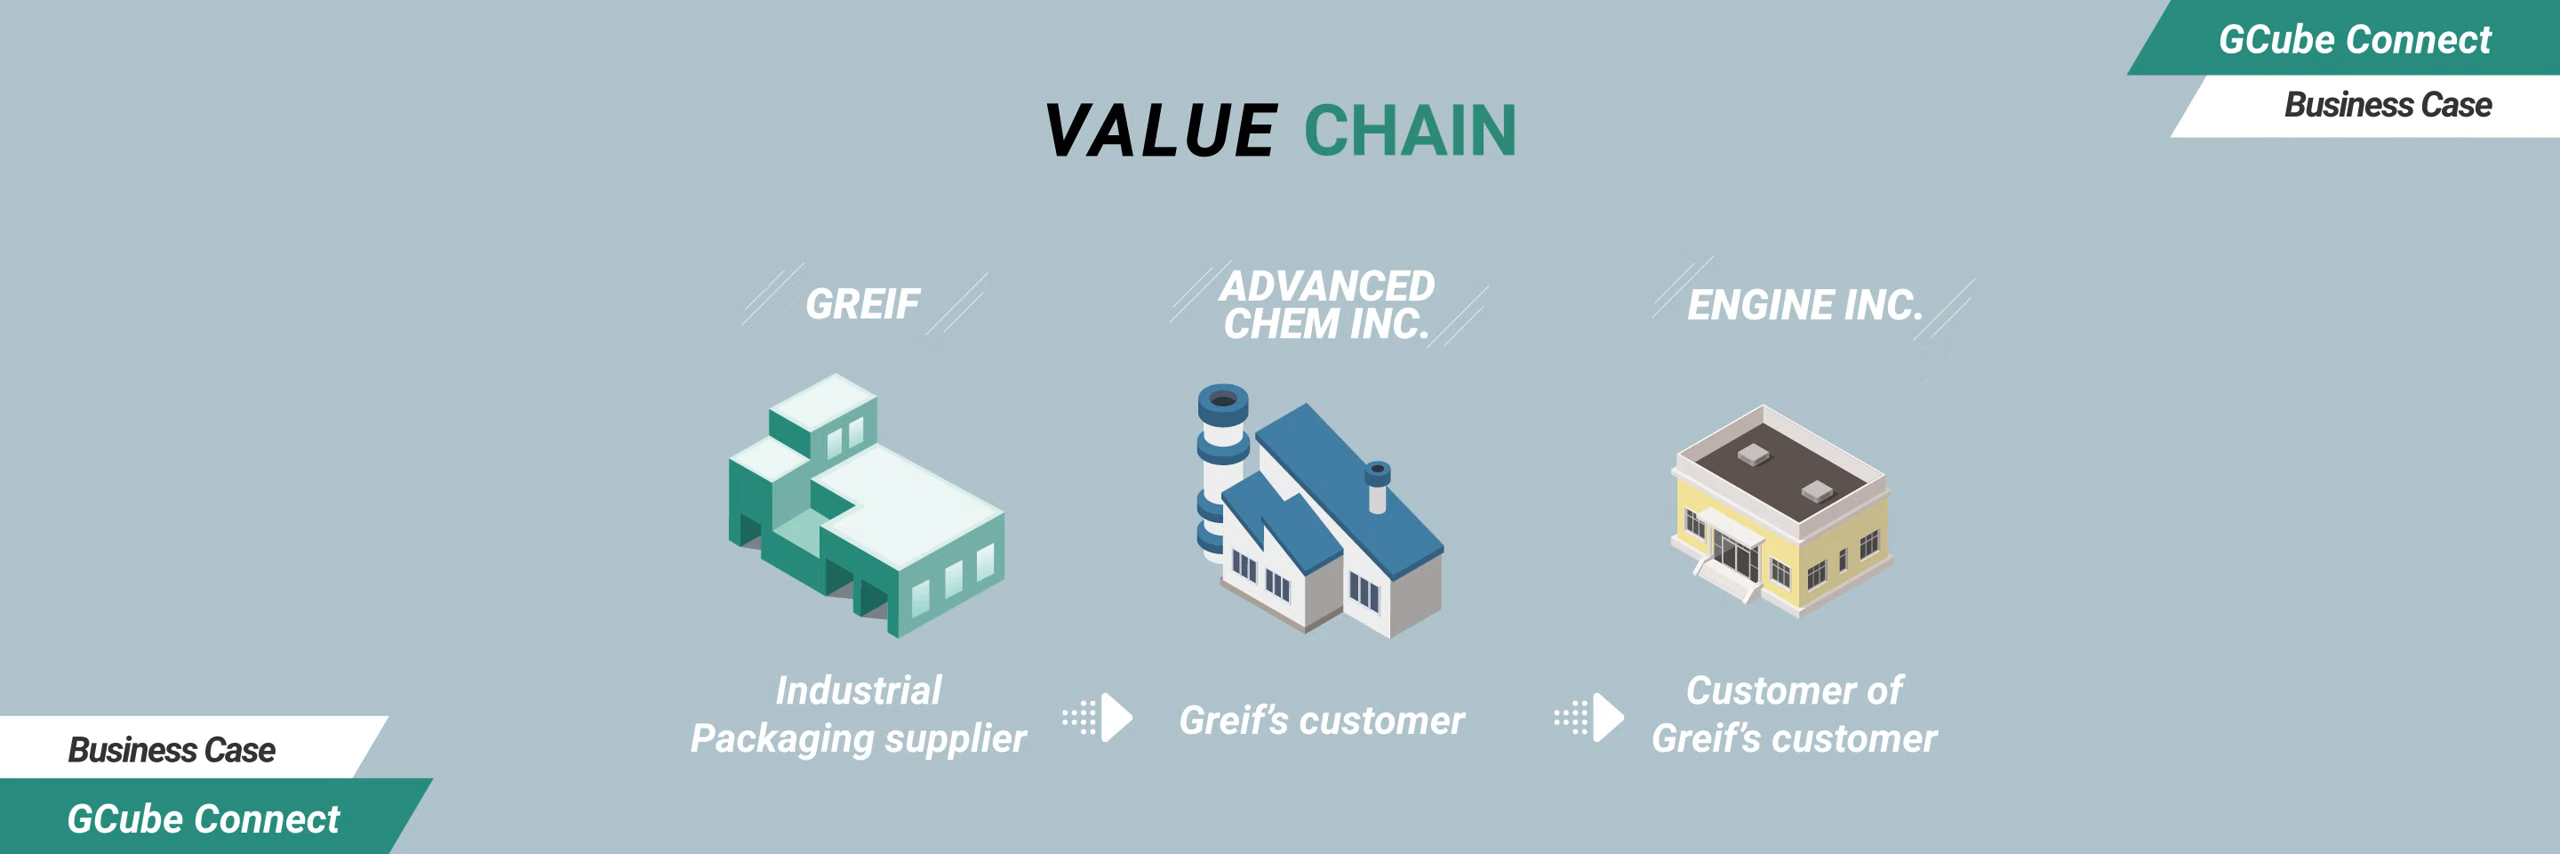 GCube Connect
Business Case
VALUE CHAIN
GREIF
ADVANCED
CHEM INC.
ENGINE INC.
Industrial
Packaging supplier
Greif’s customer
Customer of
Greif’s customer
Business Case
GCube Connect